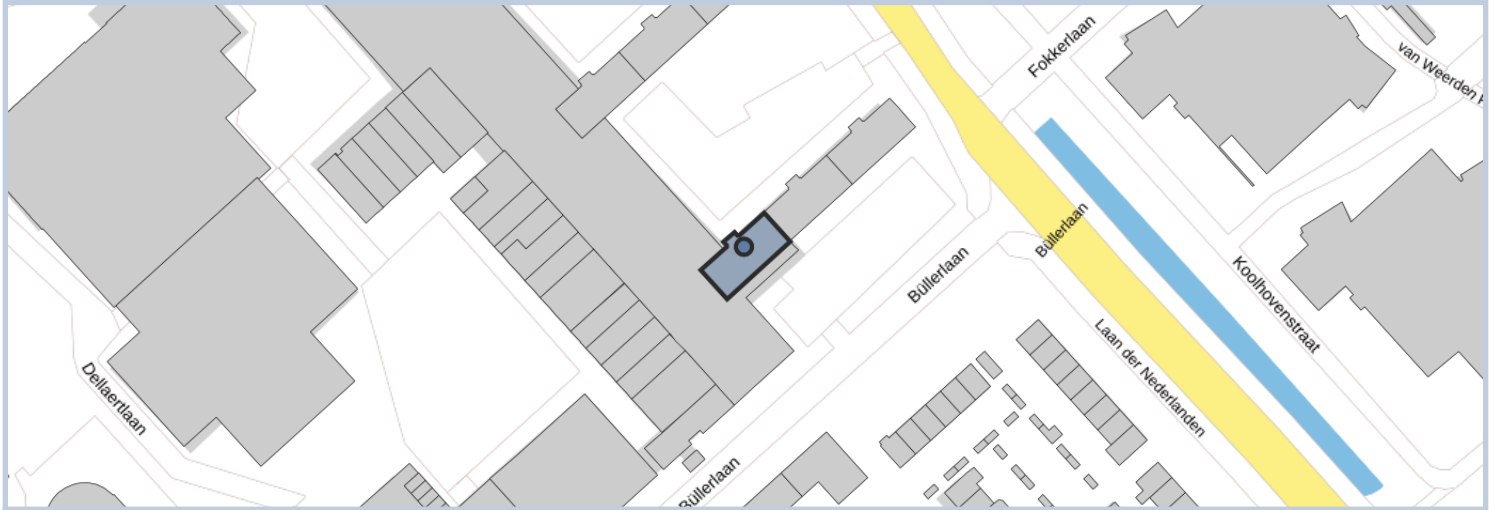 Fokkerlaan
van Weerden
Büllerlaan
Büllerlaan
Koolhovenstraat
Laan der Nederlanden
Dellaertlaan
Büllerlaan